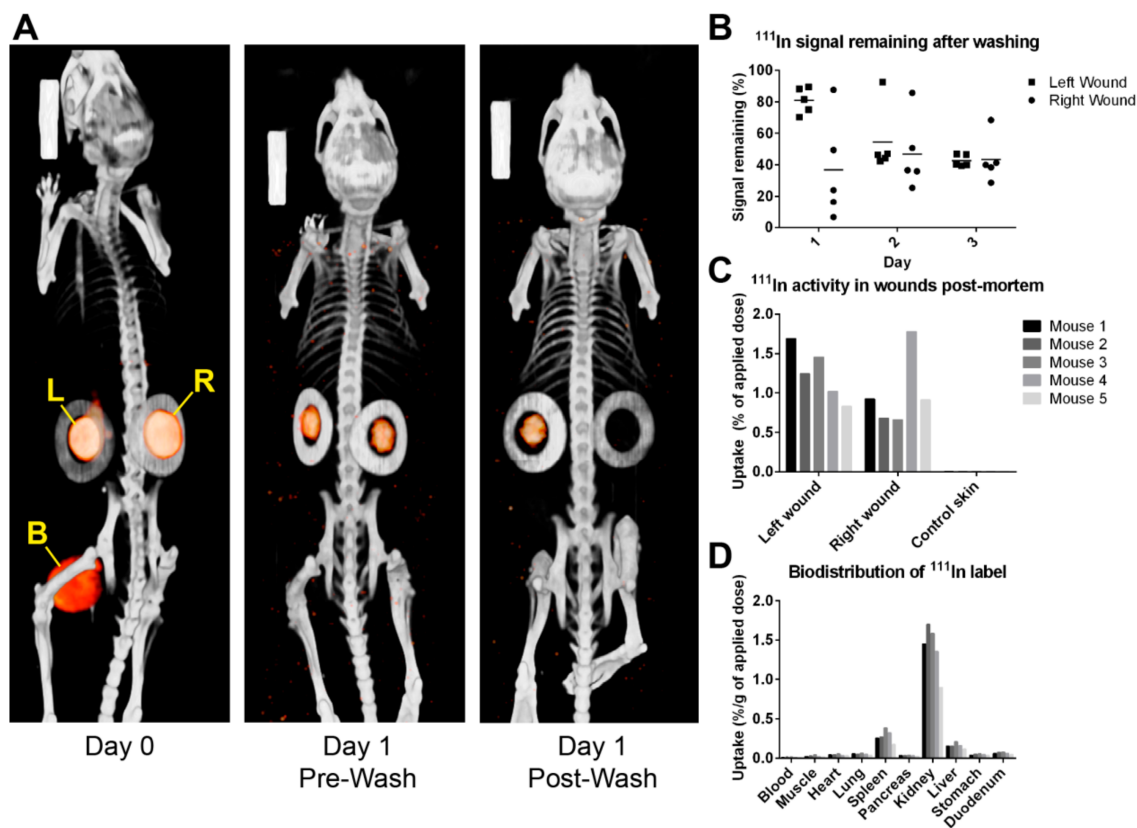 A
L
R
B
Day 0
Day 1
Pre-Wash
Day 1
Post-Wash
B
¹¹¹In signal remaining after washing
Signal remaining (%)
100
80
60
40
20
0
1
2
3
Day
Left Wound
Right Wound
C
¹¹¹In activity in wounds post-mortem
Uptake (% of applied dose)
2.0
1.5
1.0
0.5
0.0
Left wound
Right wound
Control skin
Mouse 1
Mouse 2
Mouse 3
Mouse 4
Mouse 5
D
Biodistribution of ¹¹¹In label
Uptake (%/g of applied dose)
2.0
1.5
1.0
0.5
0.0
Blood
Muscle
Heart
Lung
Spleen
Pancreas
Kidney
Liver
Stomach
Duodenum